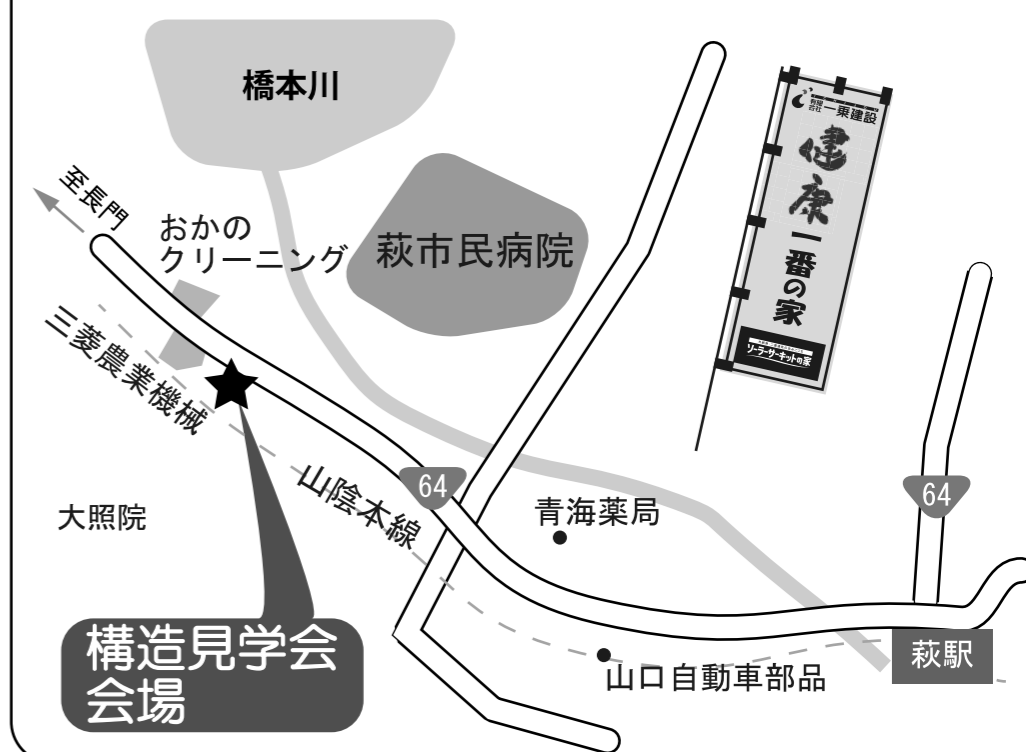 橋本川
至長門
おかの
クリーニング
萩市民病院
三菱農業機械
山陰本線
64
大照院
青海薬局
64
構造見学会
会場
山口自動車部品
萩駅
有限
会社
一乗建設
健康一番の家
ソーラーサーキットの家